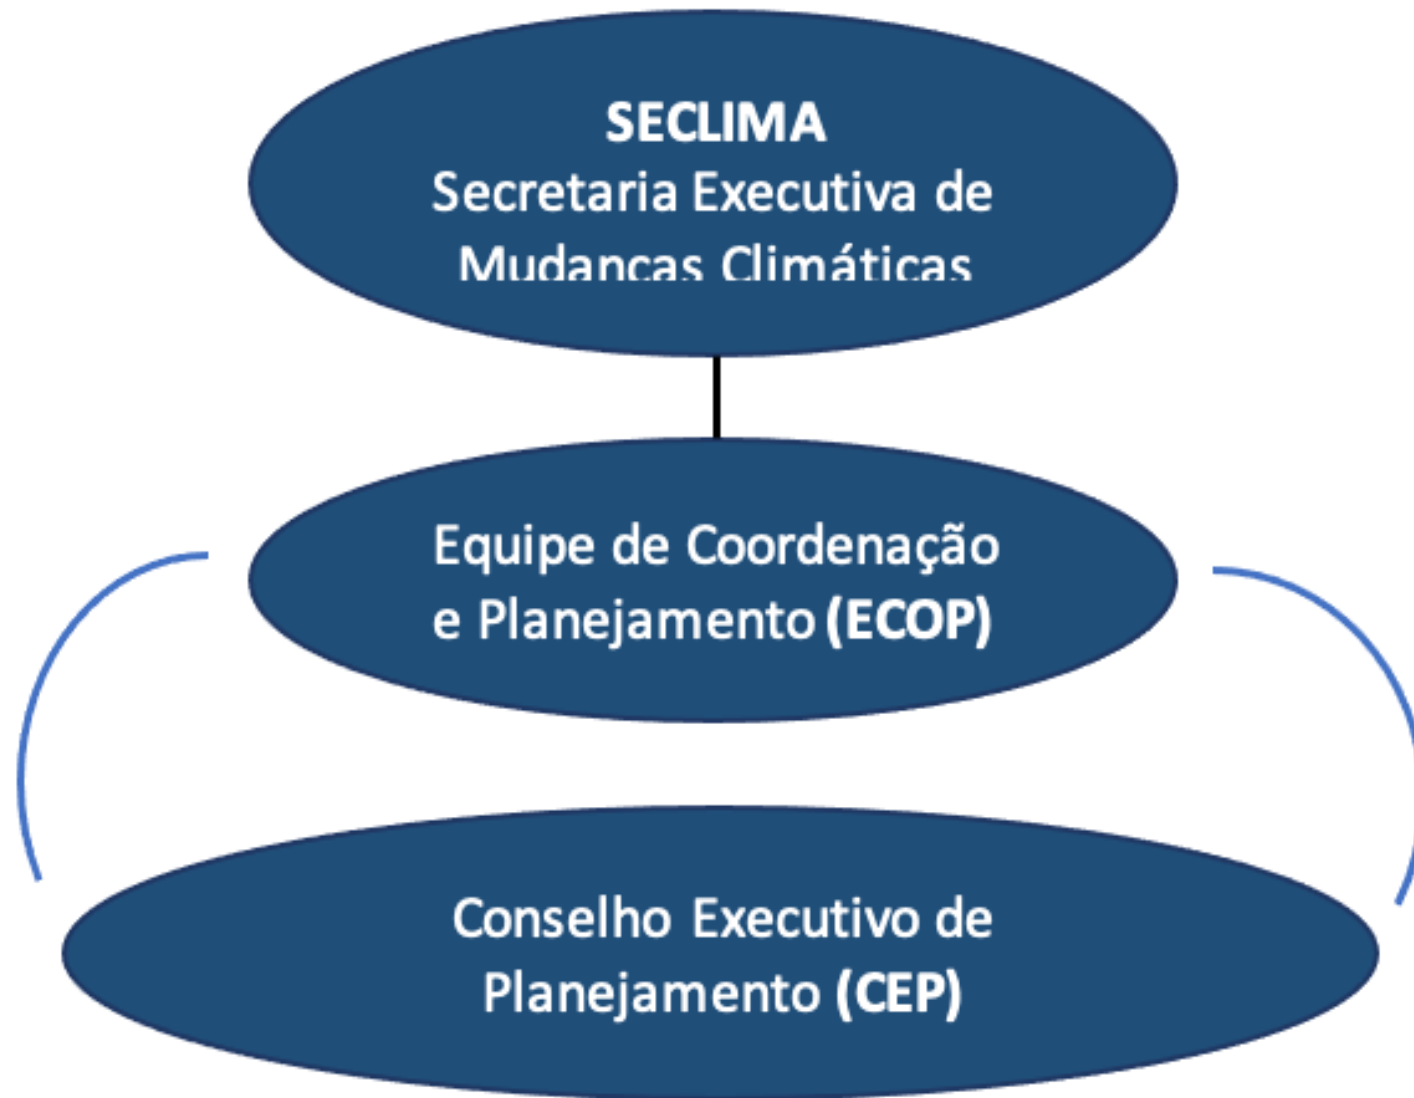 SECLIMA
Secretaria Executiva de
Mudanças Climáticas
Equipe de Coordenação
e Planejamento (ECOP)
Conselho Executivo de
Planejamento (CEP)